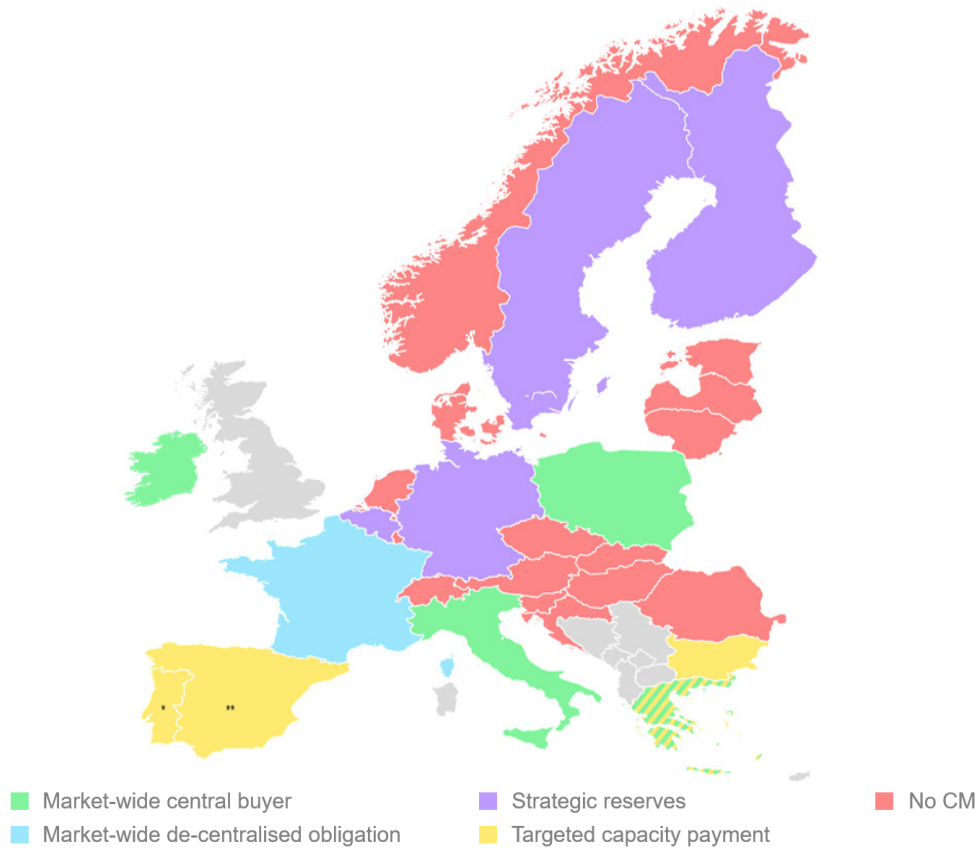 *
**
Market-wide central buyer
Strategic reserves
No CM
Market-wide de-centralised obligation
Targeted capacity payment